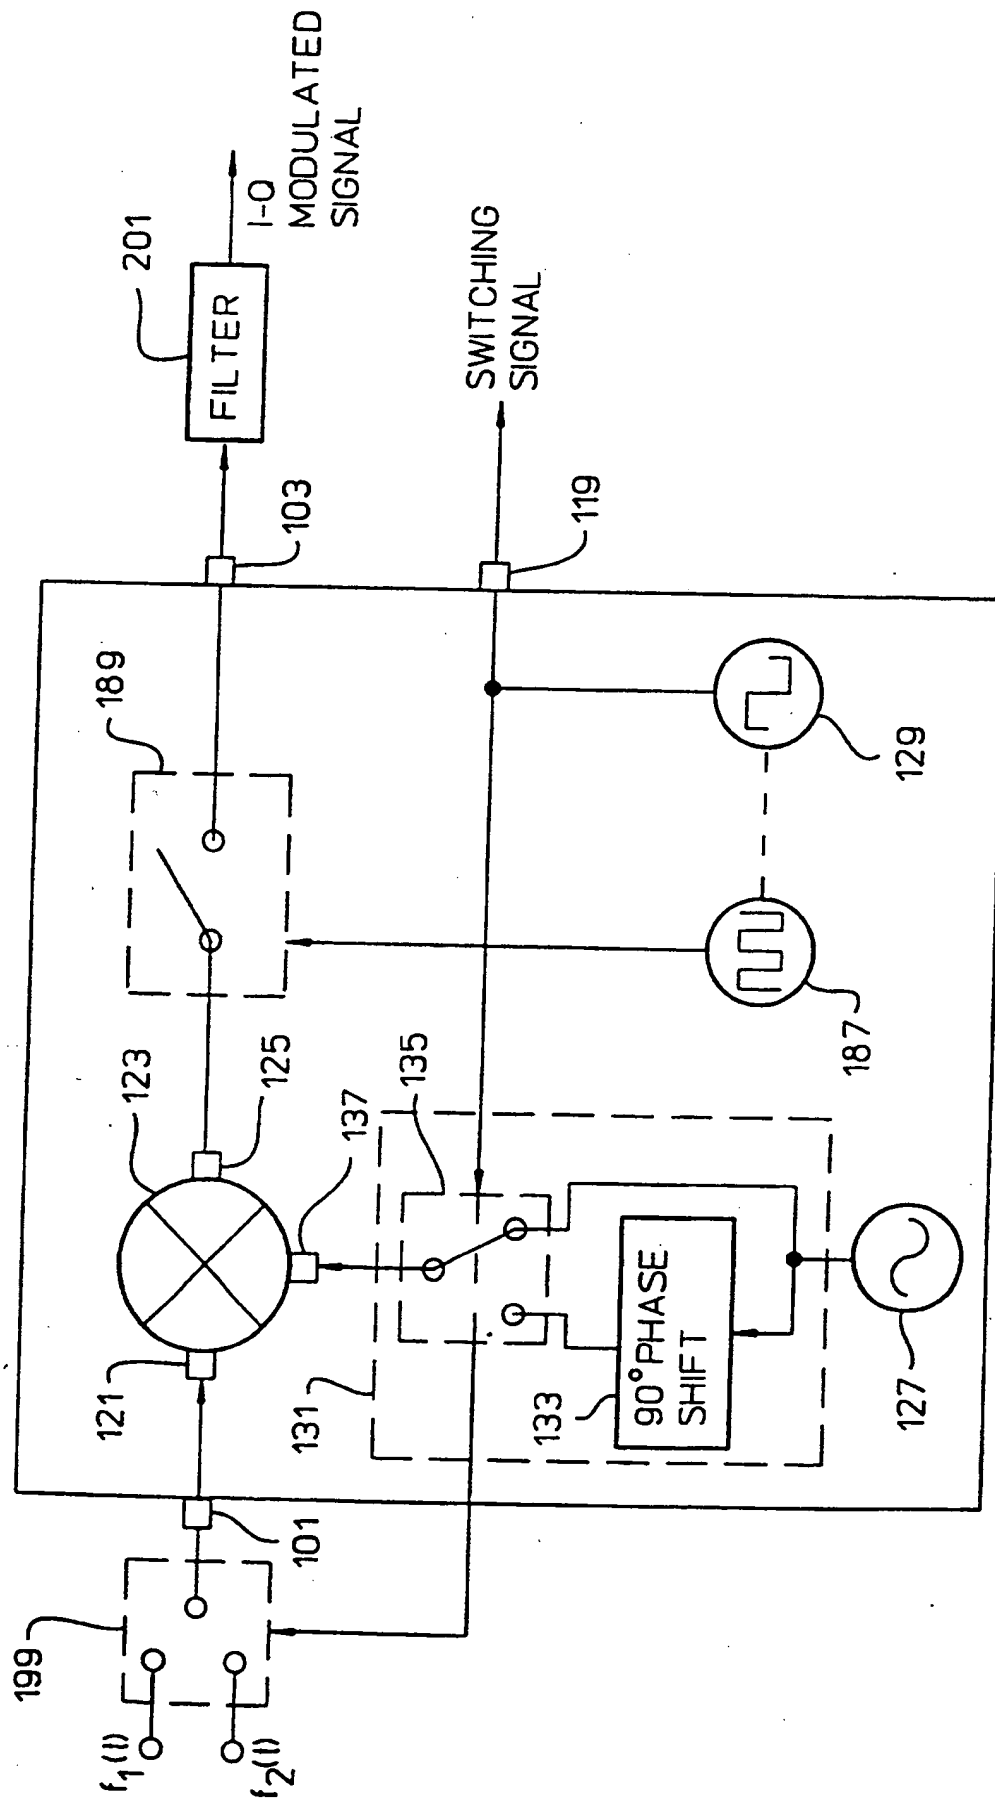 199
f₁(t)
f₂(t)
101
121
123
125
137
189
103
201
FILTER
I-Q
MODULATED
SIGNAL
131
135
133
90° PHASE
SHIFT
127
187
129
119
SWITCHING
SIGNAL